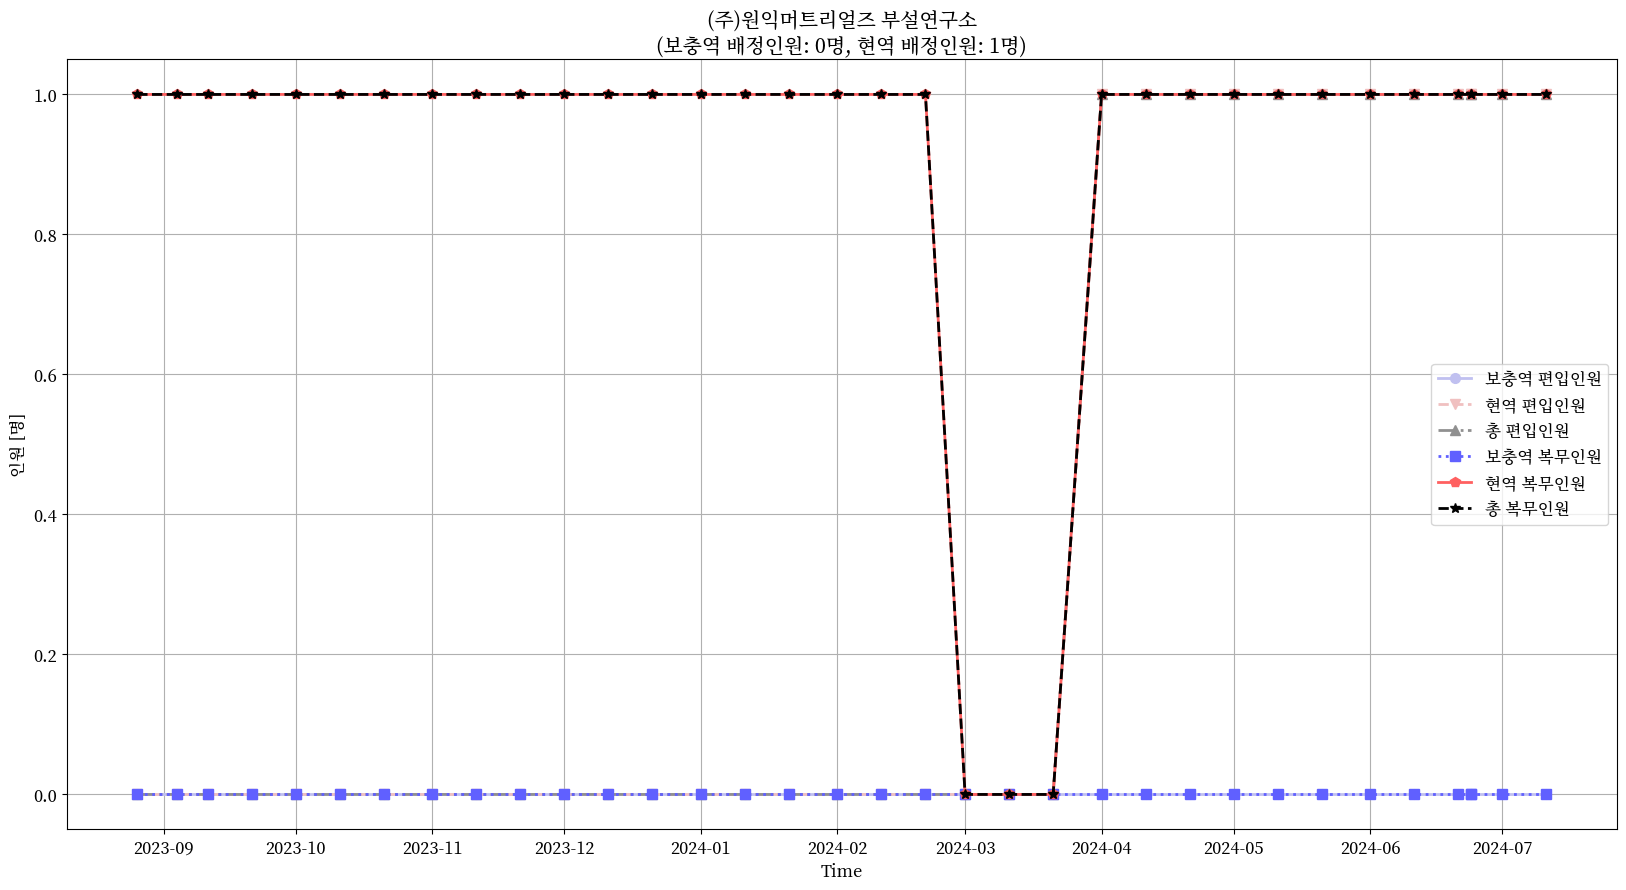 (주)원익머트리얼즈 부설연구소
(보충역 배정인원: 0명, 현역 배정인원: 1명)
1.0
0.8
0.6
0.4
0.2
0.0
인원 [명]
보충역 편입인원
현역 편입인원
총 편입인원
보충역 복무인원
현역 복무인원
총 복무인원
2023-09
2023-10
2023-11
2023-12
2024-01
2024-02
2024-03
2024-04
2024-05
2024-06
2024-07
Time